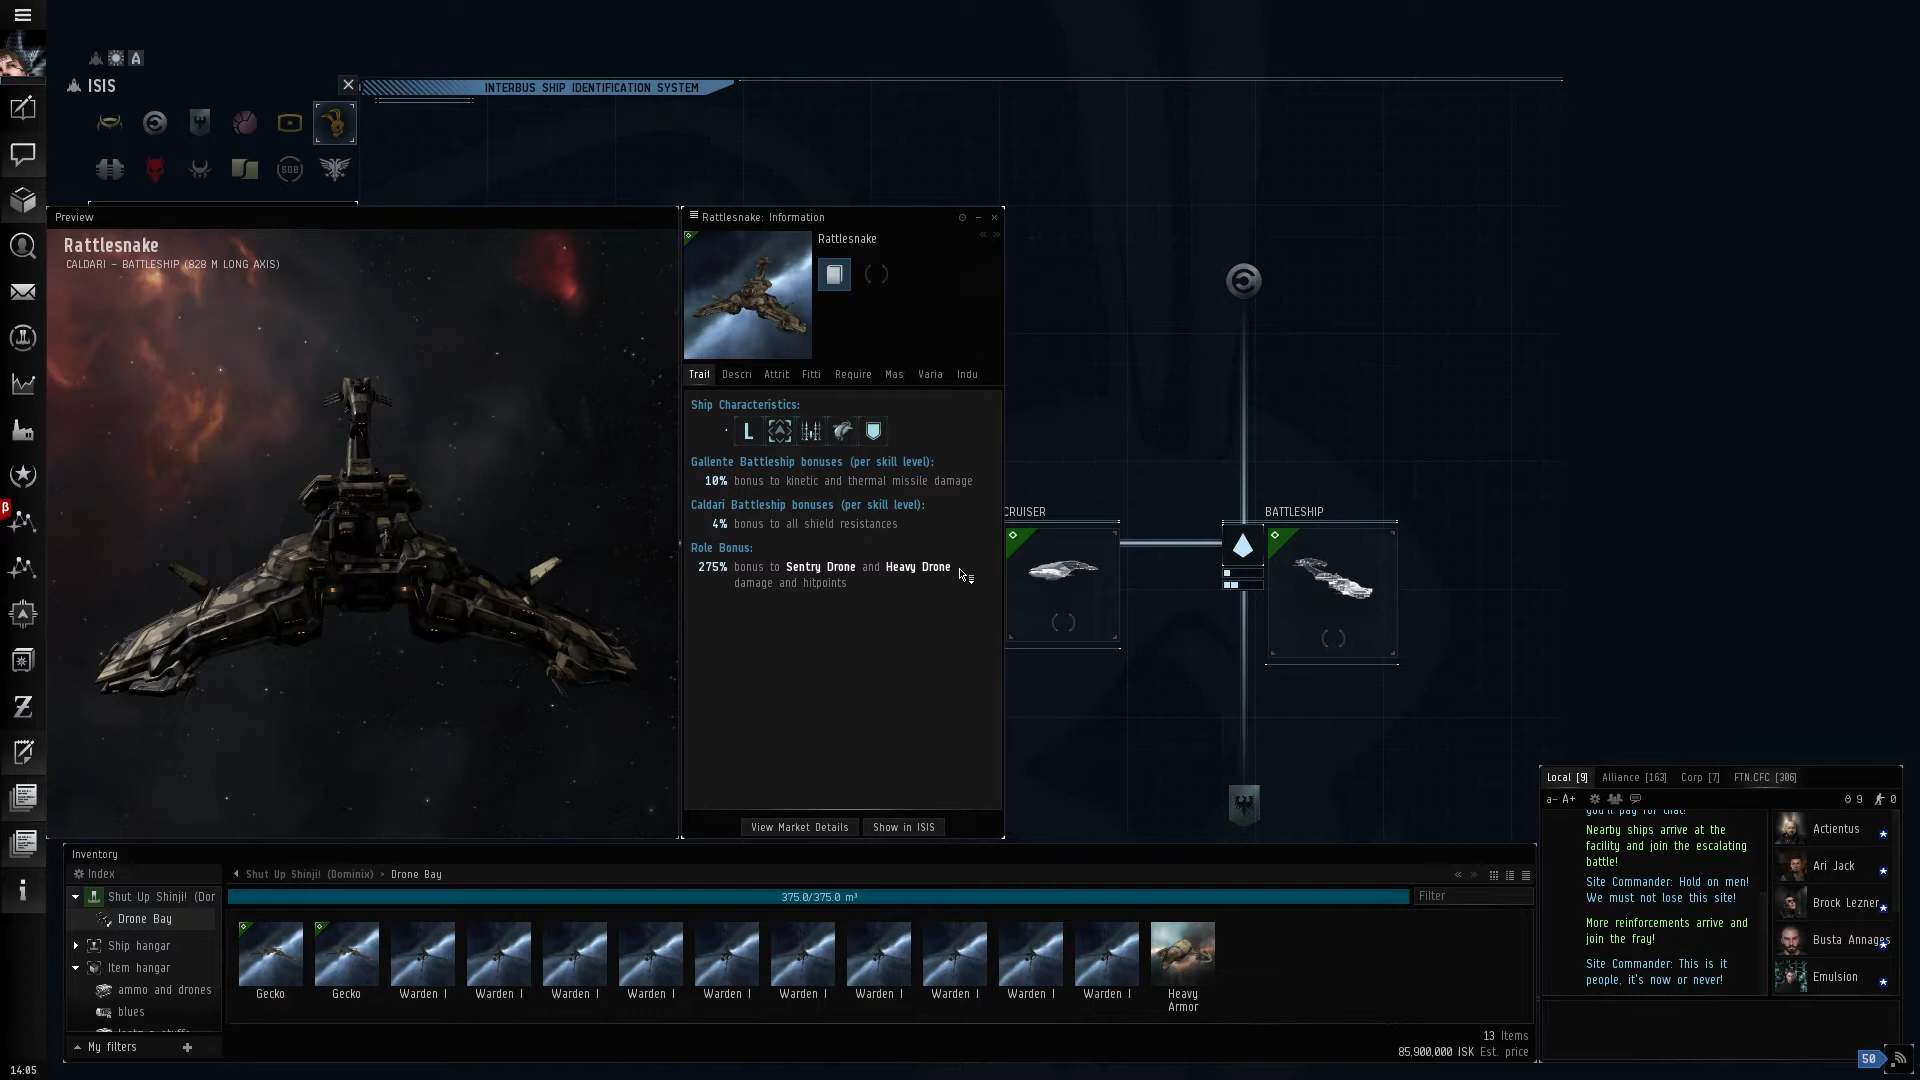 A
ISIS
INTERBUS SHIP IDENTIFICATION SYSTEM
SOB
Preview
Rattlesnake
CALDARI - BATTLESHIP (828 M LONG AXIS)
Rattlesnake: Information
Rattlesnake
Trait Descri Attrit Fitti Require Mas Varia Indu
Ship Characteristics:
L
Gallente Battleship bonuses (per skill level):
10% bonus to kinetic and thermal missile damage
Caldari Battleship bonuses (per skill level):
4% bonus to all shield resistances
Role Bonus:
275% bonus to Sentry Drone and Heavy Drone
damage and hitpoints
View Market Details
Show in ISIS
CRUISER
BATTLESHIP
β
Inventory
Index
Shut Up Shinji! (Dor
Drone Bay
Ship hangar
Item hangar
ammo and drones
blues
My filters +
Shut Up Shinji! (Dominix) › Drone Bay
375.0/375.0 m³
Filter
Gecko
Gecko
Warden I
Warden I
Warden I
Warden I
Warden I
Warden I
Warden I
Warden I
Warden I
Warden I
Heavy
Armor
13 Items
85,900,000 ISK Est. price
Local [9] Alliance [163] Corp [7] FTN.CFC [306]
a- A+
9 0
you'll pay for that!
Nearby ships arrive at the
facility and join the escalating
battle!
Site Commander: Hold on men!
We must not lose this site!
More reinforcements arrive and
join the fray!
Site Commander: This is it
people, it's now or never!
Actientus
Ari Jack
Brock Lezner
Busta Annages
Emulsion
14:05
50